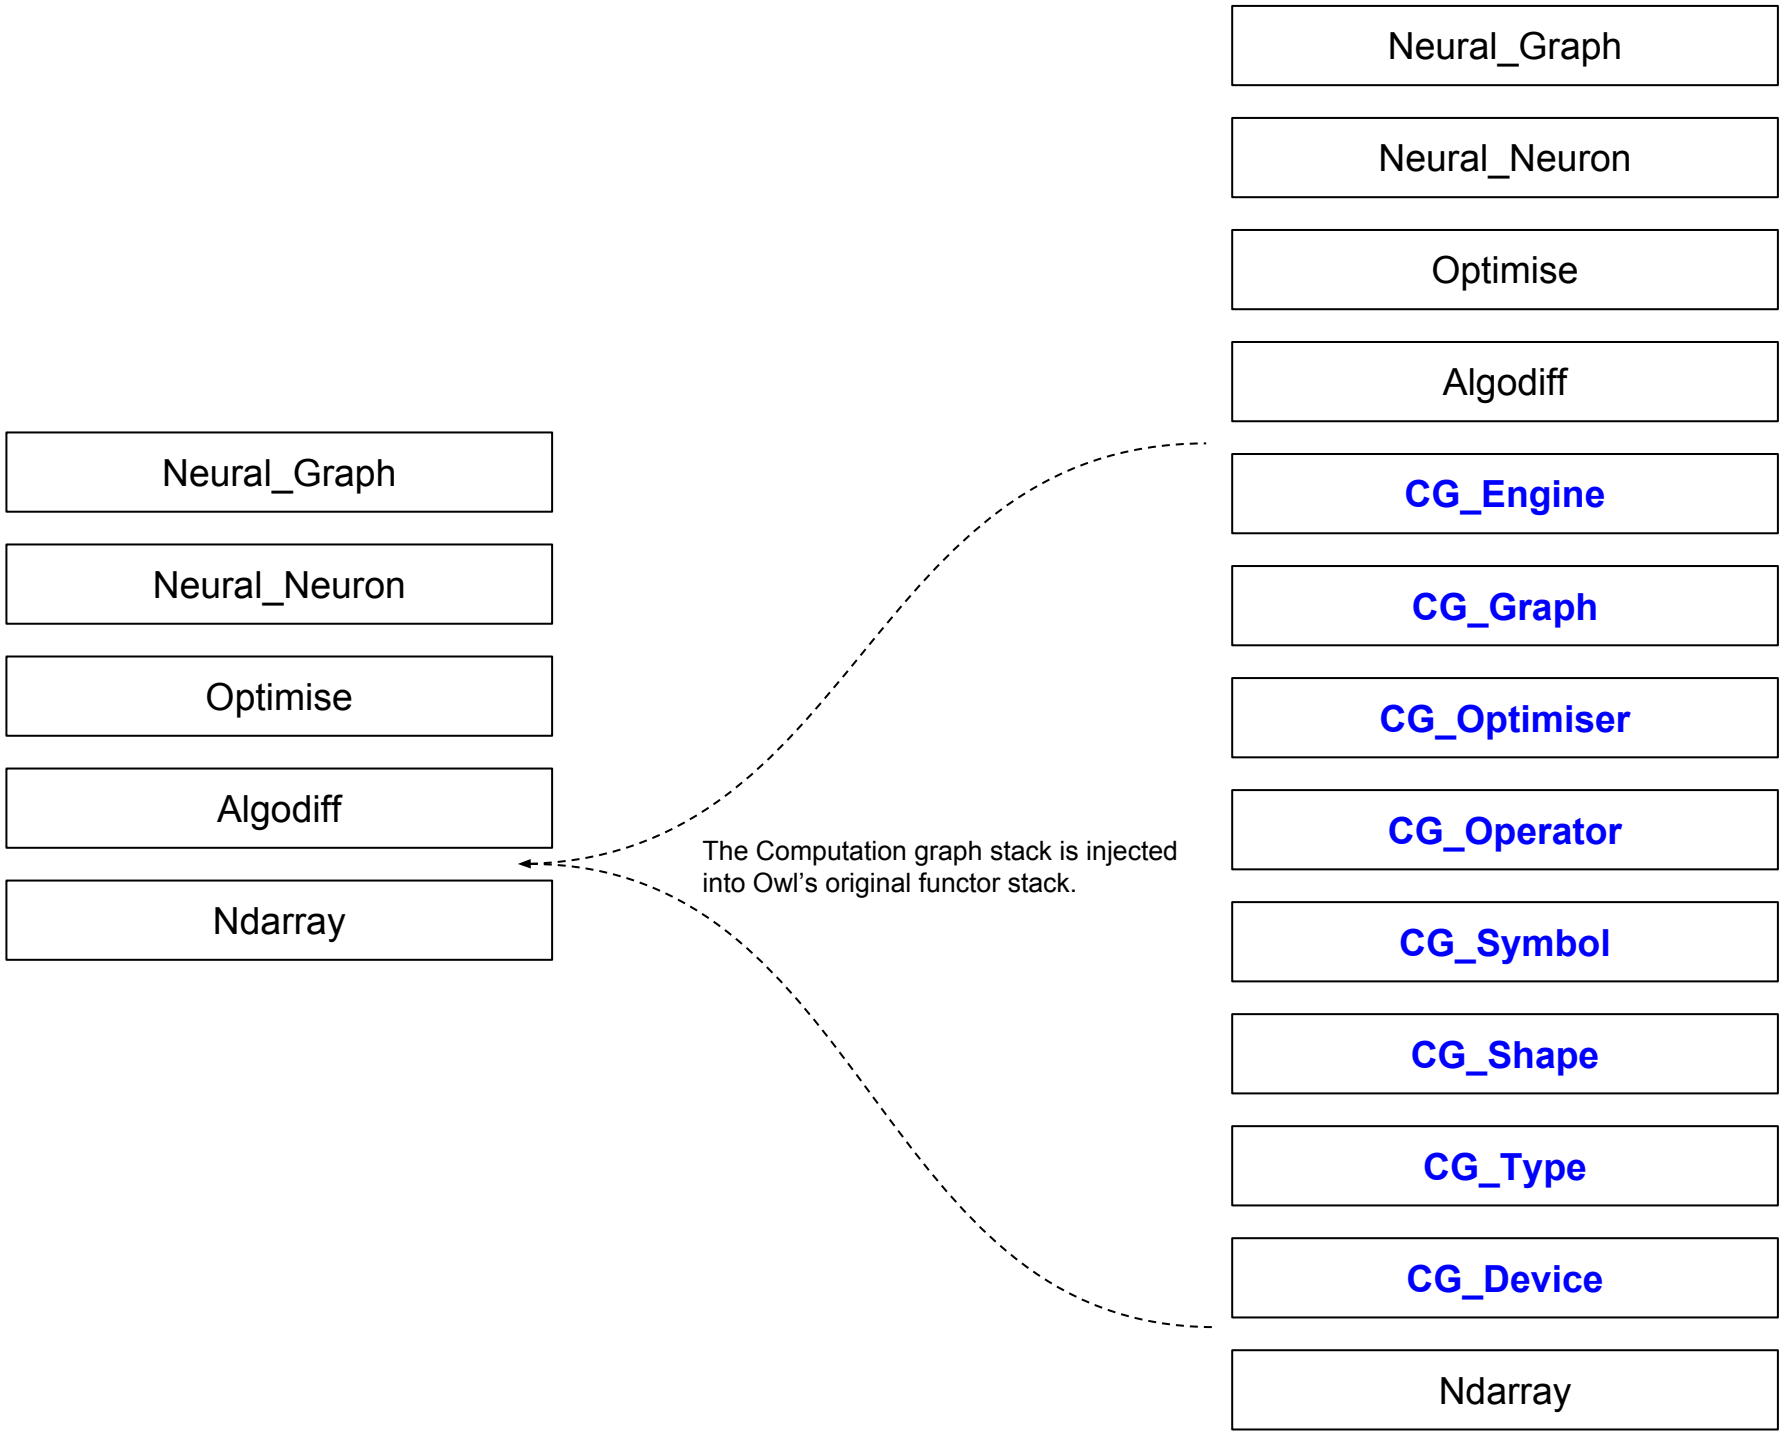 Neural_Graph
Neural_Neuron
Optimise
Algodiff
Ndarray
The Computation graph stack is injected
into Owl's original functor stack.
Neural_Graph
Neural_Neuron
Optimise
Algodiff
CG_Engine
CG_Graph
CG_Optimiser
CG_Operator
CG_Symbol
CG_Shape
CG_Type
CG_Device
Ndarray